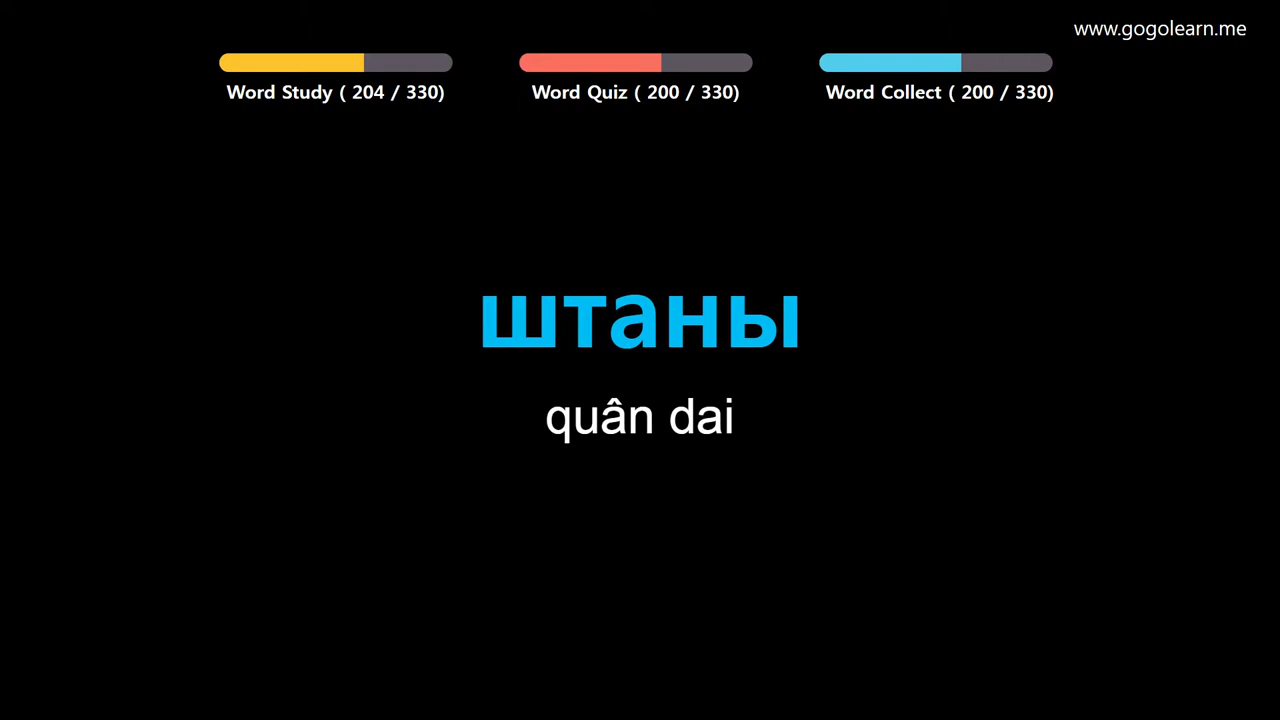 www.gogolearn.me
Word Study ( 204 / 330)
Word Quiz ( 200 / 330)
Word Collect ( 200 / 330)
штаны
quân dai